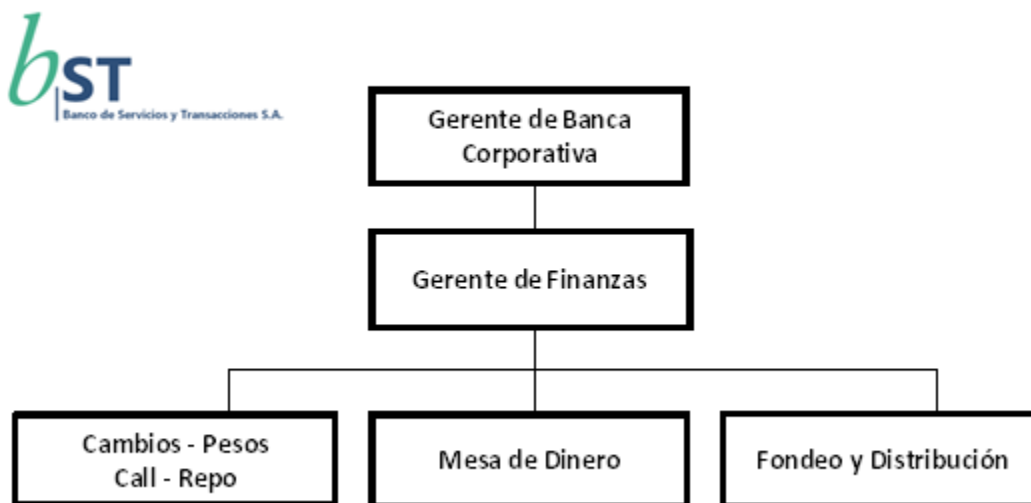 bST
Banco de Servicios y Transacciones S.A.
Gerente de Banca
Corporativa
Gerente de Finanzas
Cambios - Pesos
Call - Repo
Mesa de Dinero
Fondeo y Distribución